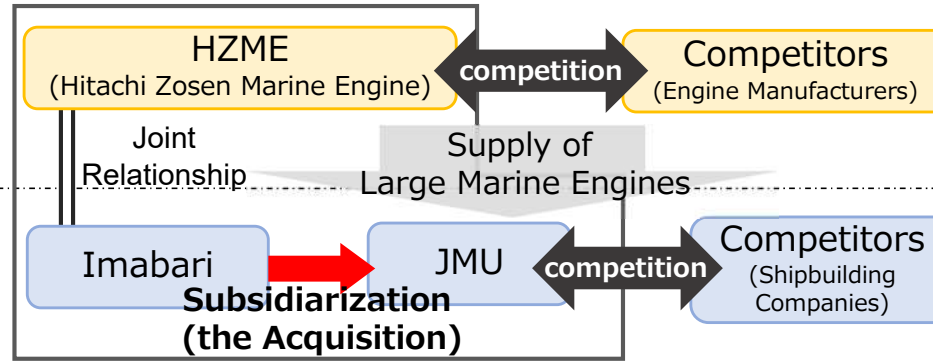 HZME
(Hitachi Zosen Marine Engine)
competition
Competitors
(Engine Manufacturers)
Joint
Relationship
Supply of
Large Marine Engines
Imabari
JMU
competition
Competitors
(Shipbuilding
Companies)
Subsidiarization
(the Acquisition)